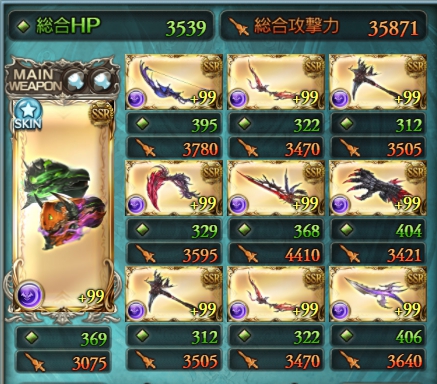 総合HP 3539 総合攻撃力 35871
MAIN WEAPON
SKIN
SSR
+99
369
3075
SSR SSR SSR
+99 +99 +99
395 322 312
3780 3470 3505
SSR SSR SSR
+99 +99 +99
329 368 404
3595 4410 3421
SSR SSR SSR
+99 +99 +99
312 322 406
3505 3470 3640